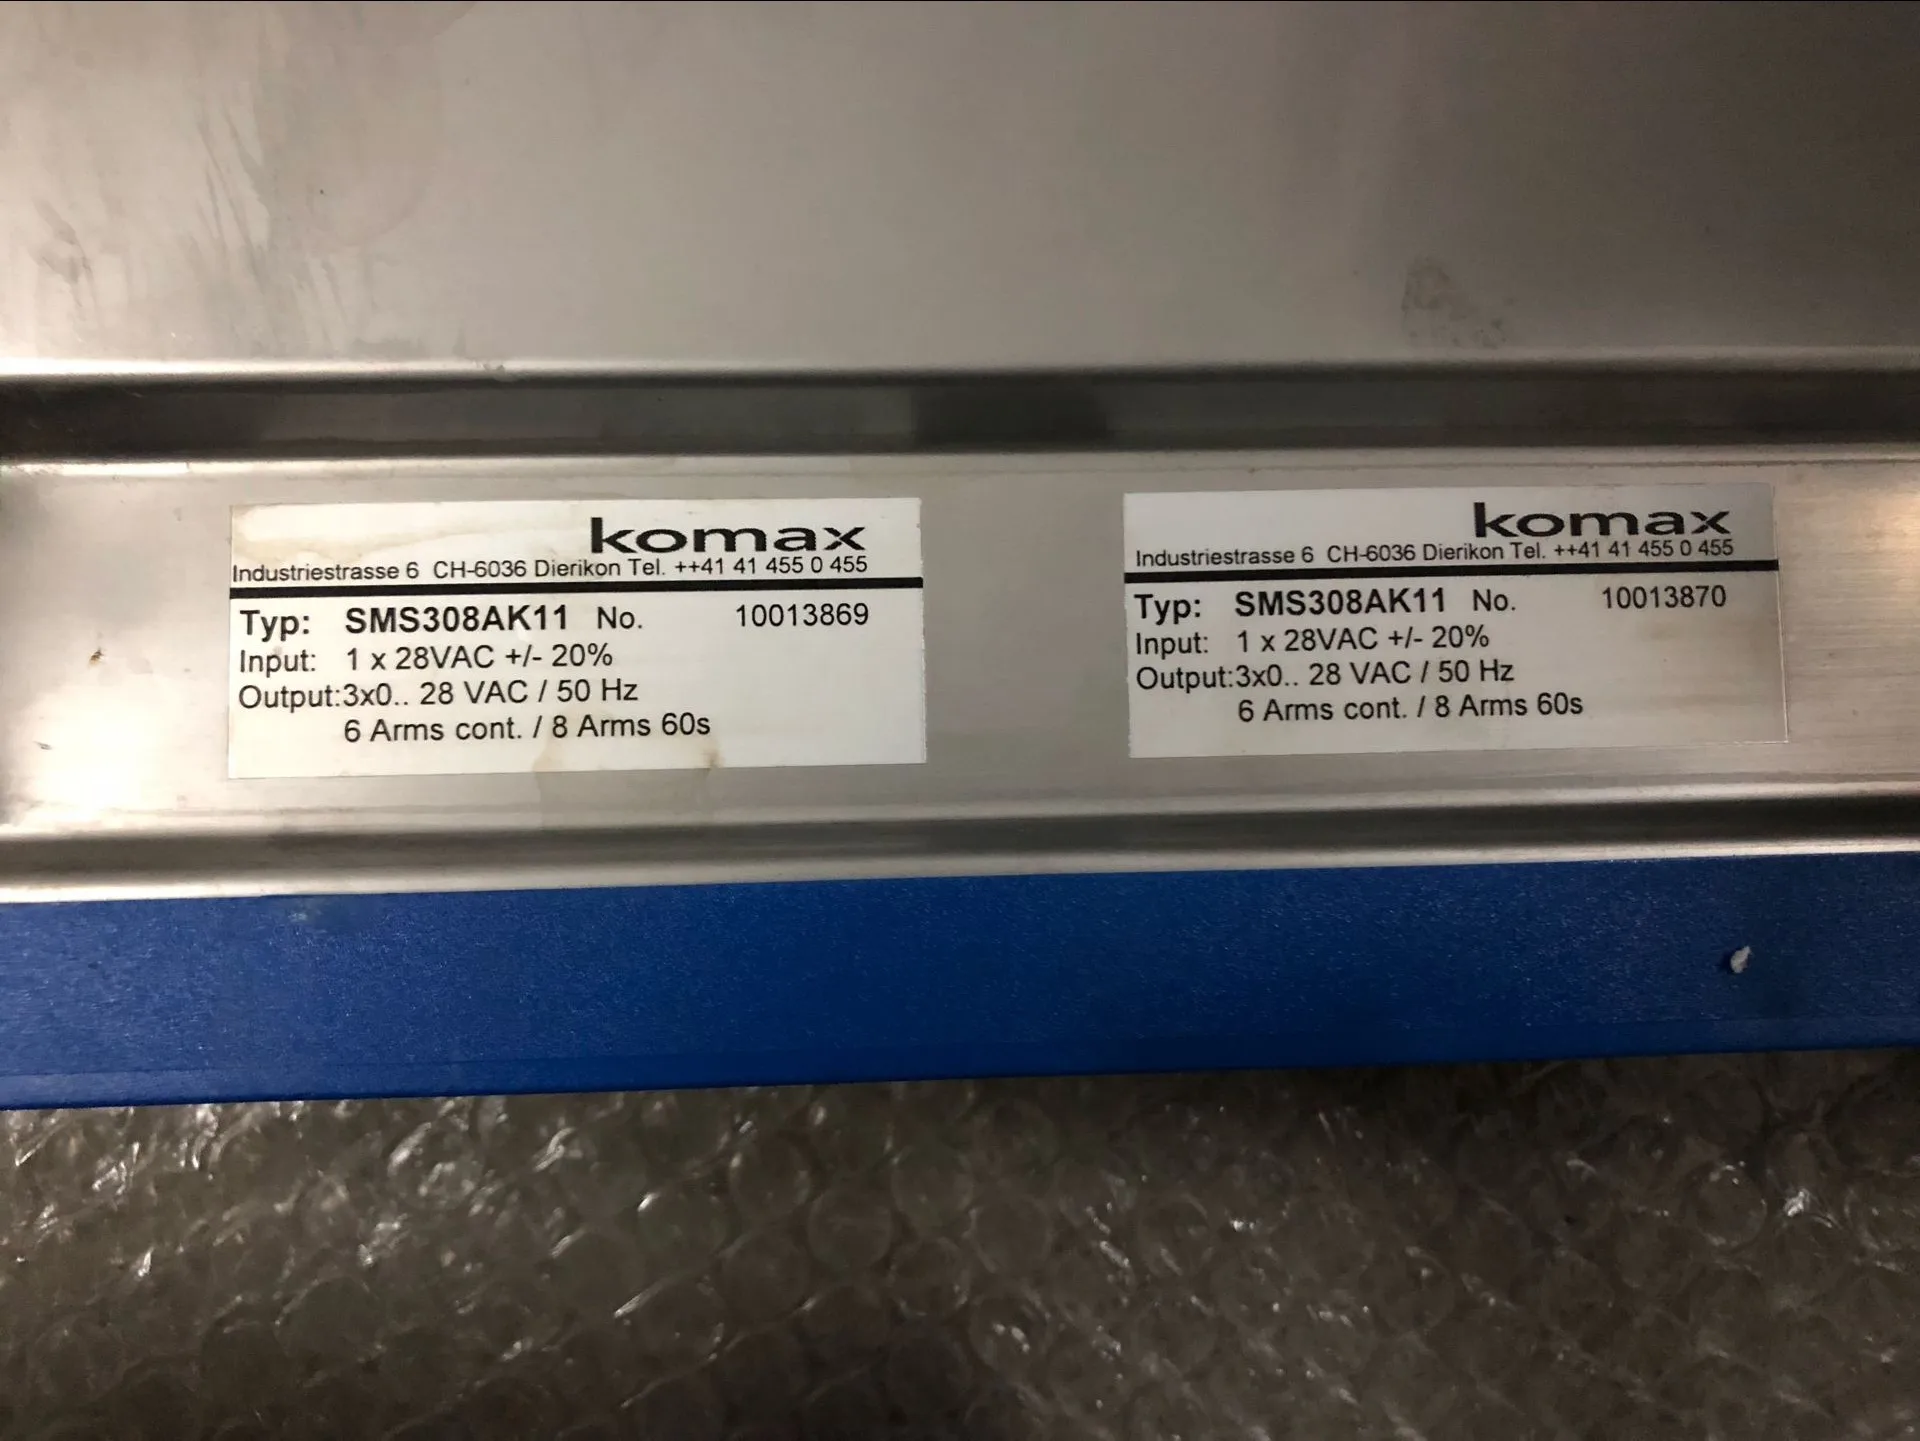 komax
Industriestrasse 6 CH-6036 Dierikon Tel. ++41 41 455 0 455
Typ: SMS308AK11 No. 10013869
Input: 1 x 28VAC +/- 20%
Output:3x0.. 28 VAC / 50 Hz
6 Arms cont. / 8 Arms 60s
komax
Industriestrasse 6 CH-6036 Dierikon Tel. ++41 41 455 0 455
Typ: SMS308AK11 No. 10013870
Input: 1 x 28VAC +/- 20%
Output:3x0.. 28 VAC / 50 Hz
6 Arms cont. / 8 Arms 60s